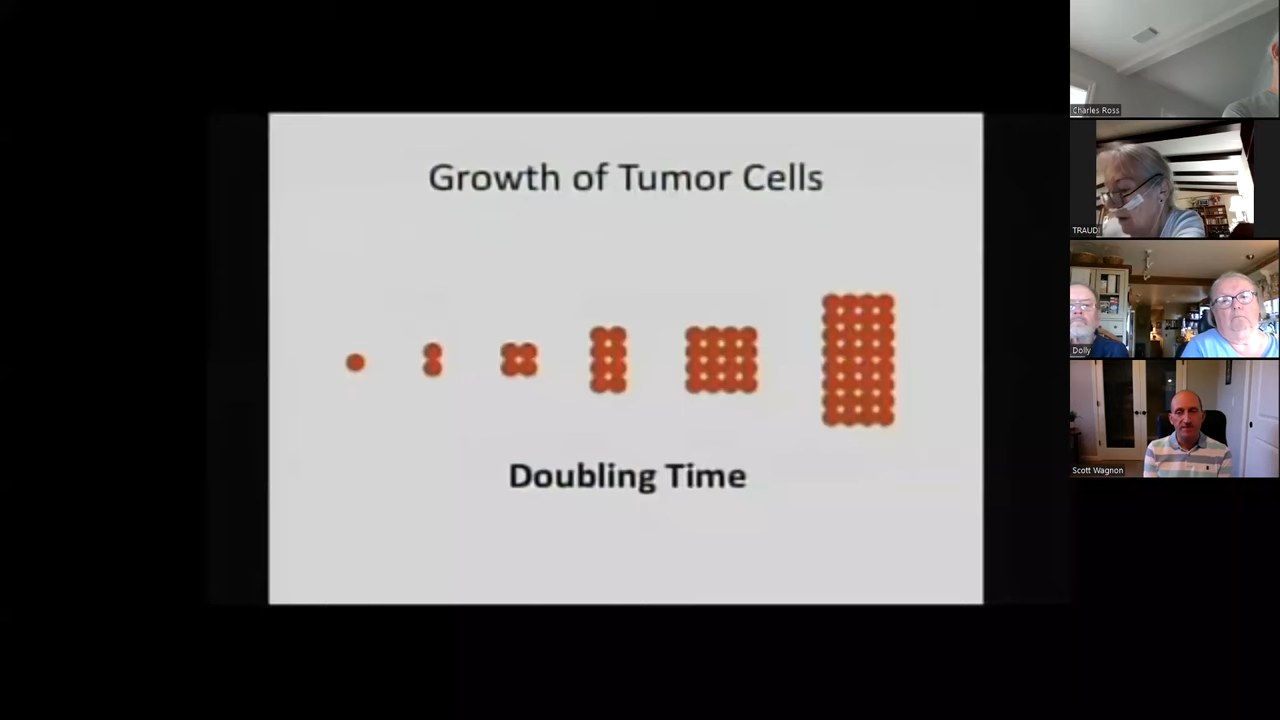 Growth of Tumor Cells
Doubling Time
Charles Ross
TRAUDI
Dolly
Scott Wagnon